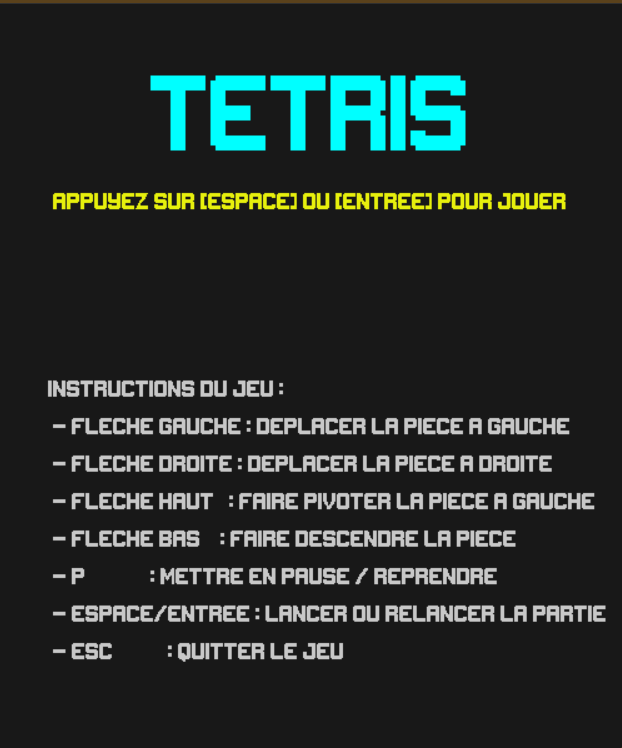 TETRIS
APPUYEZ SUR [ESPACE] OU [ENTREE] POUR JOUER
INSTRUCTIONS DU JEU :
- FLECHE GAUCHE : DEPLACER LA PIECE A GAUCHE
- FLECHE DROITE : DEPLACER LA PIECE A DROITE
- FLECHE HAUT : FAIRE PIVOTER LA PIECE A GAUCHE
- FLECHE BAS : FAIRE DESCENDRE LA PIECE
- P : METTRE EN PAUSE / REPRENDRE
- ESPACE/ENTREE : LANCER OU RELANCER LA PARTIE
- ESC : QUITTER LE JEU